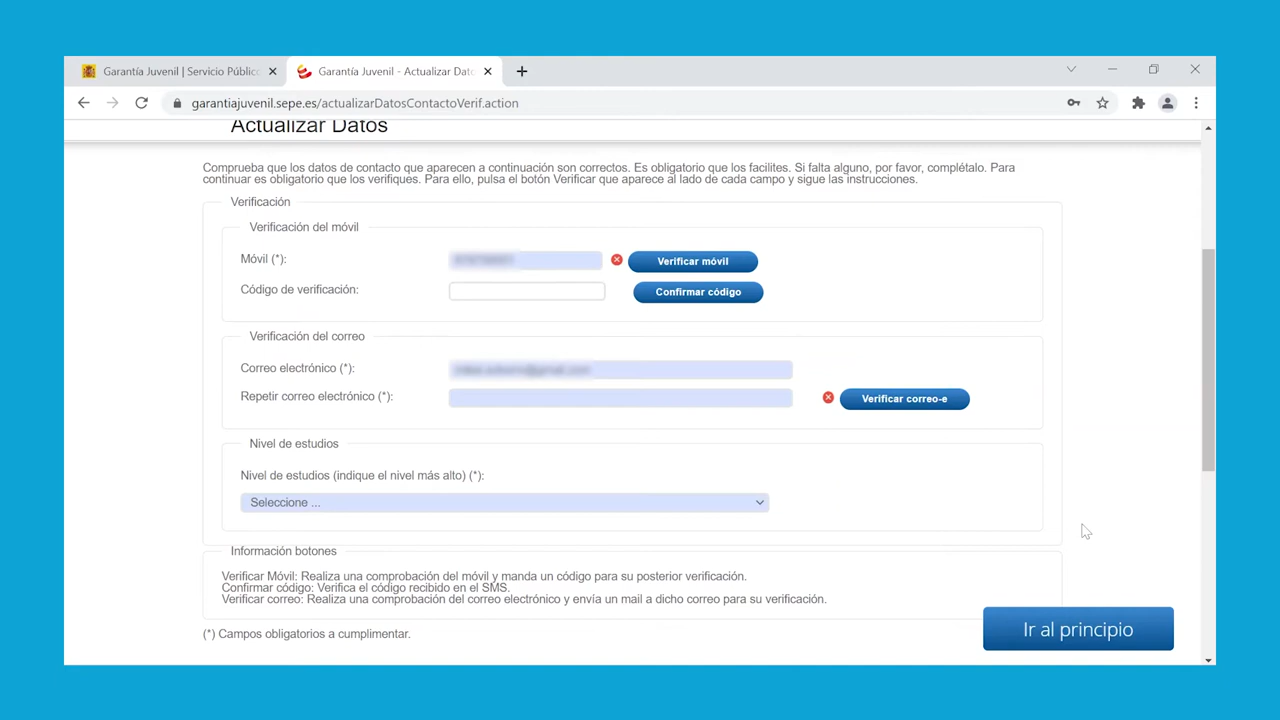 Garantía Juvenil | Servicio Públic
Garantía Juvenil - Actualizar Dat
garantiajuvenil.sepe.es/actualizarDatosContactoVerif.action
Actualizar Datos
Comprueba que los datos de contacto que aparecen a continuación son correctos. Es obligatorio que los facilites. Si falta alguno, por favor, complétalo. Para
continuar es obligatorio que los verifiques. Para ello, pulsa el botón Verificar que aparece al lado de cada campo y sigue las instrucciones.
Verificación
Verificación del móvil
Móvil (*):
Verificar móvil
Código de verificación:
Confirmar código
Verificación del correo
Correo electrónico (*):
Repetir correo electrónico (*):
Verificar correo-e
Nivel de estudios
Nivel de estudios (indique el nivel más alto) (*):
Seleccione ...
Información botones
Verificar Móvil: Realiza una comprobación del móvil y manda un código para su posterior verificación.
Confirmar código: Verifica el código recibido en el SMS.
Verificar correo: Realiza una comprobación del correo electrónico y envía un mail a dicho correo para su verificación.
(*) Campos obligatorios a cumplimentar.
Ir al principio